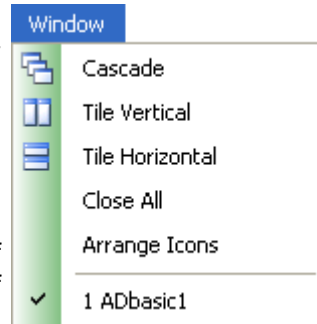 Window
Cascade
Tile Vertical
Tile Horizontal
Close All
Arrange Icons
1 ADbasic1